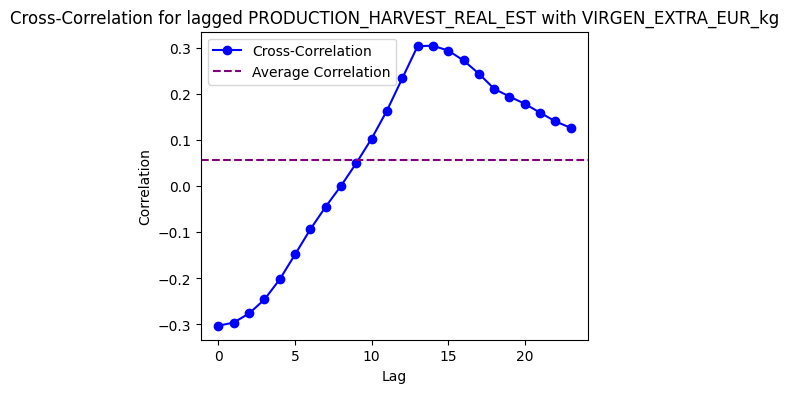 Cross-Correlation for lagged PRODUCTION_HARVEST_REAL_EST with VIRGEN_EXTRA_EUR_kg
Cross-Correlation
Average Correlation
0.3
0.2
0.1
0.0
−0.1
−0.2
−0.3
Correlation
0 5 10 15 20
Lag